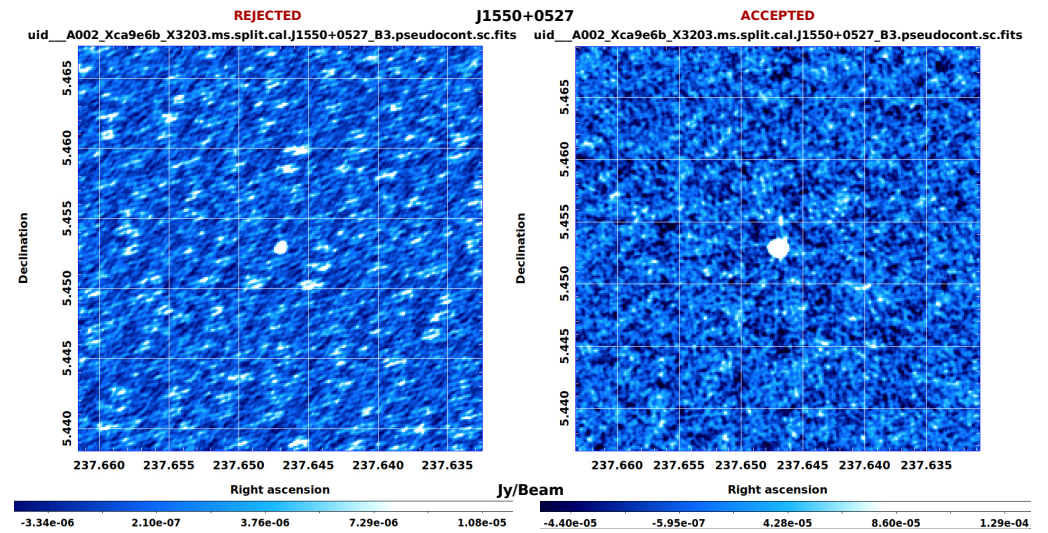 REJECTED J1550+0527 ACCEPTED
uid___A002_Xca9e6b_X3203.ms.split.cal.J1550+0527_B3.pseudocont.sc.fits uid___A002_Xca9e6b_X3203.ms.split.cal.J1550+0527_B3.pseudocont.sc.fits
Declination
5.465
5.460
5.455
5.450
5.445
5.440
237.660 237.655 237.650 237.645 237.640 237.635
Right ascension
Declination
5.465
5.460
5.455
5.450
5.445
5.440
237.660 237.655 237.650 237.645 237.640 237.635
Right ascension
Jy/Beam
-3.34e-06 2.10e-07 3.76e-06 7.29e-06 1.08e-05
-4.40e-05 -5.95e-07 4.28e-05 8.60e-05 1.29e-04